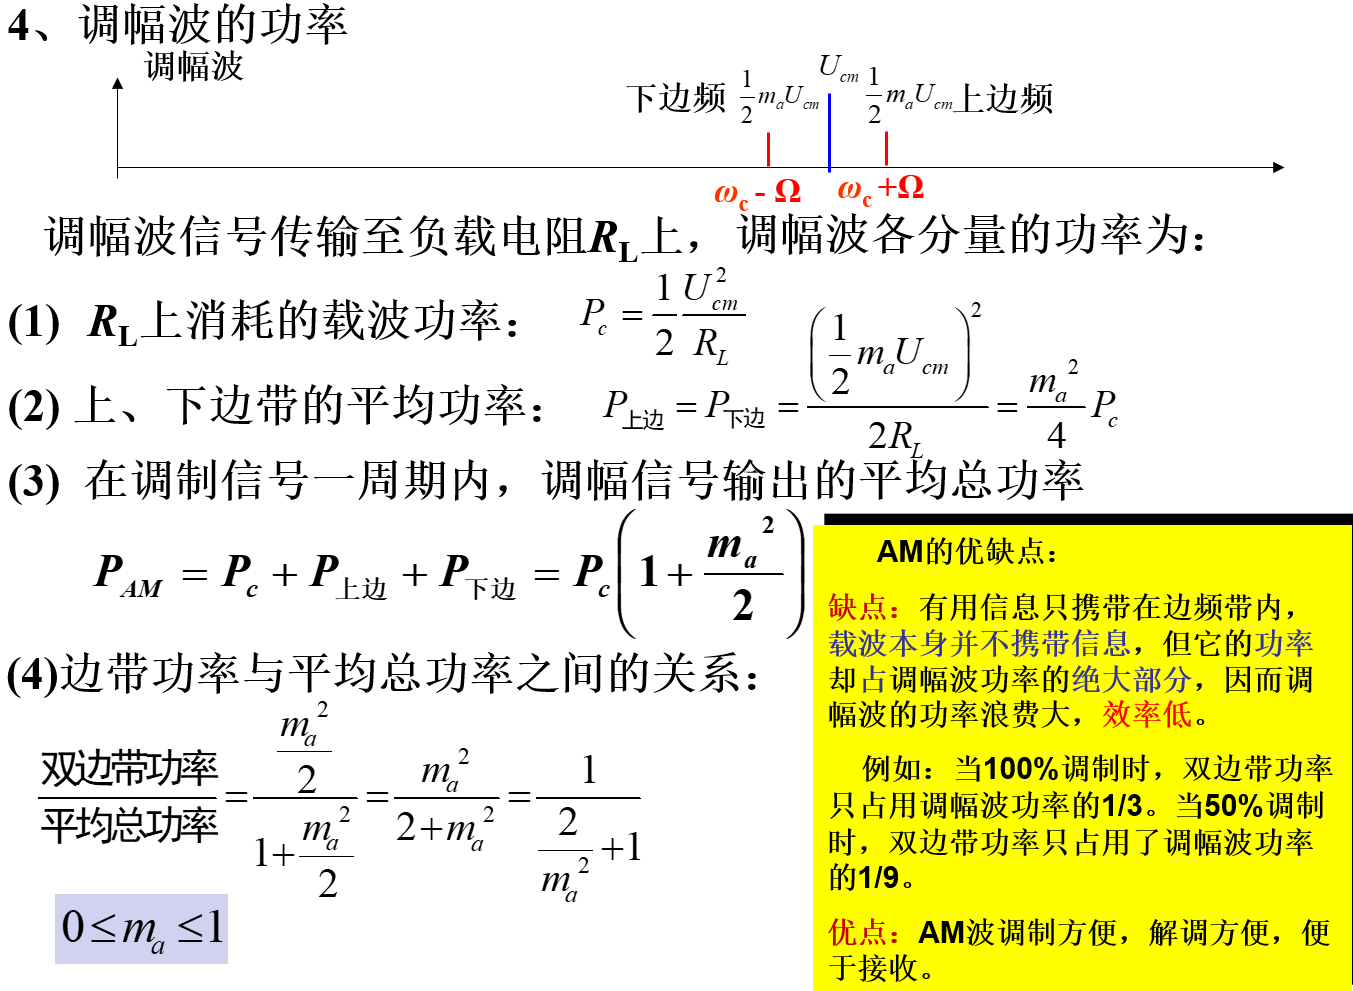 4、调幅波的功率
调幅波
下边频 \frac{1}{2}m_aU_{cm} U_{cm} \frac{1}{2}m_aU_{cm} 上边频
ω_c - Ω ω_c +Ω
调幅波信号传输至负载电阻R_L上，调幅波各分量的功率为：
(1) R_L上消耗的载波功率： P_c = \frac{1}{2}\frac{U_{cm}^2}{R_L}
(2) 上、下边带的平均功率： P_{上边} = P_{下边} = \frac{\left(\frac{1}{2}m_aU_{cm}\right)^2}{2R_L} = \frac{m_a^2}{4}P_c
(3) 在调制信号一周期内，调幅信号输出的平均总功率
P_{AM} = P_c + P_{上边} + P_{下边} = P_c\left(1+\frac{m_a^2}{2}\right)
(4)边带功率与平均总功率之间的关系：
\frac{双边带功率}{平均总功率} = \frac{\frac{m_a^2}{2}}{1+\frac{m_a^2}{2}} = \frac{m_a^2}{2+m_a^2} = \frac{1}{\frac{2}{m_a^2}+1}
0≤m_a≤1
AM的优缺点：
缺点：有用信息只携带在边频带内，
载波本身并不携带信息，但它的功率
却占调幅波功率的绝大部分，因而调
幅波的功率浪费大，效率低。
例如：当100%调制时，双边带功率
只占用调幅波功率的1/3。当50%调制
时，双边带功率只占用了调幅波功率
的1/9。
优点：AM波调制方便，解调方便，便
于接收。